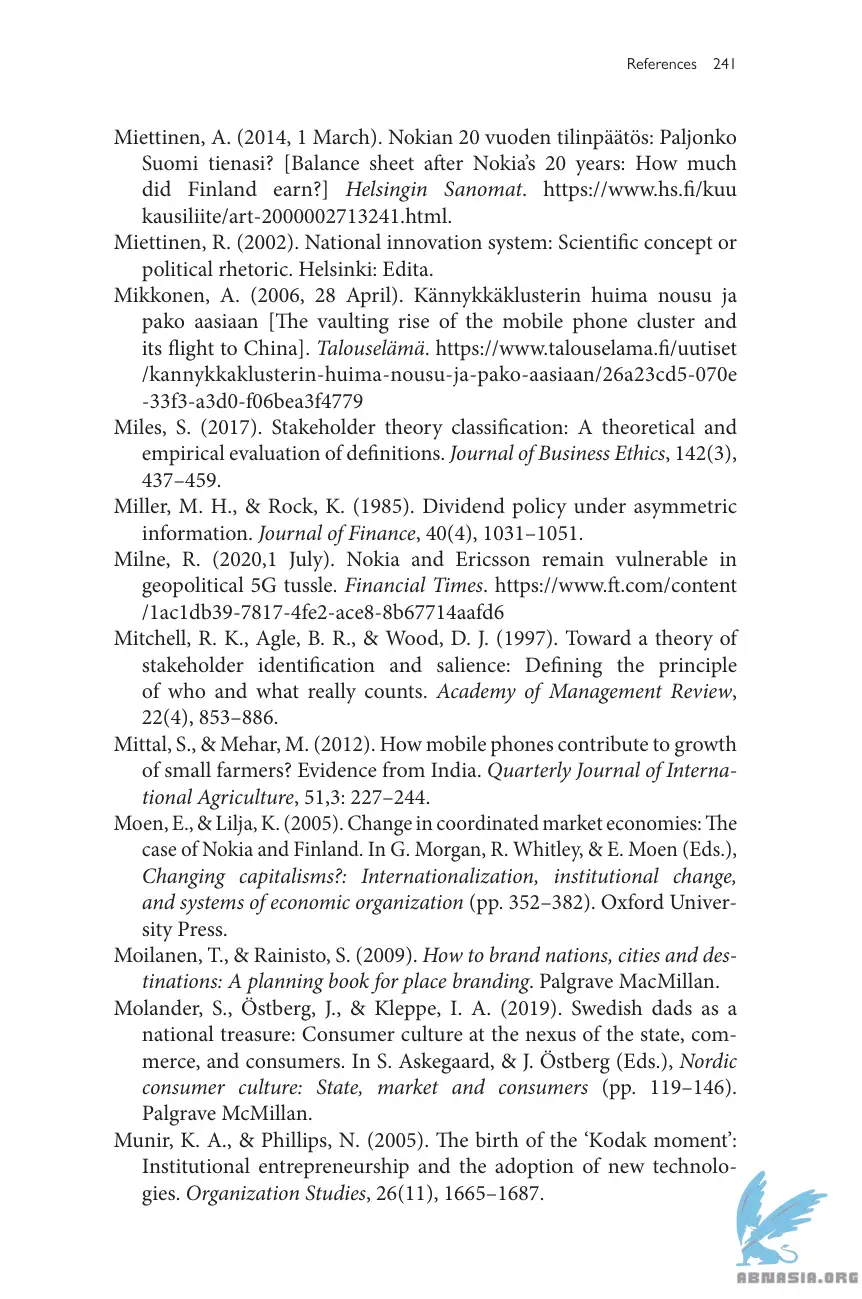 References 241
Miettinen, A. (2014, 1 March). Nokian 20 vuoden tilinpäätös: Paljonko
Suomi tienasi? [Balance sheet after Nokia’s 20 years: How much
did Finland earn?] Helsingin Sanomat. https://www.hs.fi/kuu
kausiliite/art-2000002713241.html.
Miettinen, R. (2002). National innovation system: Scientific concept or
political rhetoric. Helsinki: Edita.
Mikkonen, A. (2006, 28 April). Kännykkäklusterin huima nousu ja
pako aasiaan [The vaulting rise of the mobile phone cluster and
its flight to China]. Talouselämä. https://www.talouselama.fi/uutiset
/kannykkaklusterin-huima-nousu-ja-pako-aasiaan/26a23cd5-070e
-33f3-a3d0-f06bea3f4779
Miles, S. (2017). Stakeholder theory classification: A theoretical and
empirical evaluation of definitions. Journal of Business Ethics, 142(3),
437–459.
Miller, M. H., & Rock, K. (1985). Dividend policy under asymmetric
information. Journal of Finance, 40(4), 1031–1051.
Milne, R. (2020,1 July). Nokia and Ericsson remain vulnerable in
geopolitical 5G tussle. Financial Times. https://www.ft.com/content
/1ac1db39-7817-4fe2-ace8-8b67714aafd6
Mitchell, R. K., Agle, B. R., & Wood, D. J. (1997). Toward a theory of
stakeholder identification and salience: Defining the principle
of who and what really counts. Academy of Management Review,
22(4), 853–886.
Mittal, S., & Mehar, M. (2012). How mobile phones contribute to growth
of small farmers? Evidence from India. Quarterly Journal of Interna-
tional Agriculture, 51,3: 227–244.
Moen, E., & Lilja, K. (2005). Change in coordinated market economies: The
case of Nokia and Finland. In G. Morgan, R. Whitley, & E. Moen (Eds.),
Changing capitalisms?: Internationalization, institutional change,
and systems of economic organization (pp. 352–382). Oxford Univer-
sity Press.
Moilanen, T., & Rainisto, S. (2009). How to brand nations, cities and des-
tinations: A planning book for place branding. Palgrave MacMillan.
Molander, S., Östberg, J., & Kleppe, I. A. (2019). Swedish dads as a
national treasure: Consumer culture at the nexus of the state, com-
merce, and consumers. In S. Askegaard, & J. Östberg (Eds.), Nordic
consumer culture: State, market and consumers (pp. 119–146).
Palgrave McMillan.
Munir, K. A., & Phillips, N. (2005). The birth of the ‘Kodak moment’:
Institutional entrepreneurship and the adoption of new technolo-
gies. Organization Studies, 26(11), 1665–1687.
ABNASIA.ORG